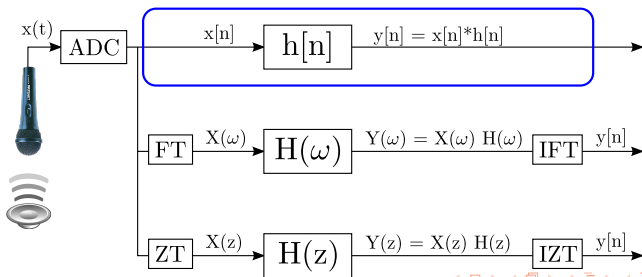 x(t)
ADC
x[n]
h[n]
y[n] = x[n]*h[n]
FT
X(ω)
H(ω)
Y(ω) = X(ω) H(ω)
IFT
y[n]
ZT
X(z)
H(z)
Y(z) = X(z) H(z)
IZT
y[n]